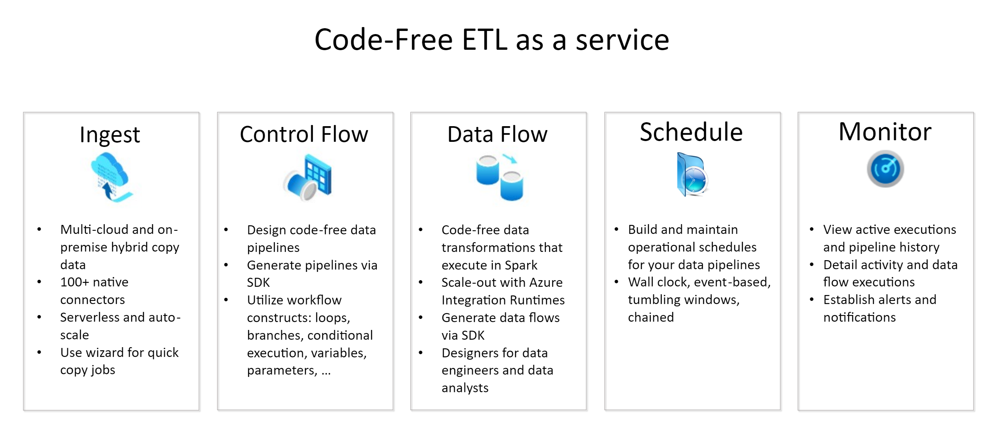 Code-Free ETL as a service
Ingest
• Multi-cloud and on-
premise hybrid copy
data
• 100+ native
connectors
• Serverless and auto-
scale
• Use wizard for quick
copy jobs
Control Flow
• Design code-free data
pipelines
• Generate pipelines via
SDK
• Utilize workflow
constructs: loops,
branches, conditional
execution, variables,
parameters, ...
Data Flow
• Code-free data
transformations that
execute in Spark
• Scale-out with Azure
Integration Runtimes
• Generate data flows
via SDK
• Designers for data
engineers and data
analysts
Schedule
• Build and maintain
operational schedules
for your data pipelines
• Wall clock, event-based,
tumbling windows,
chained
Monitor
• View active executions
and pipeline history
• Detail activity and data
flow executions
• Establish alerts and
notifications